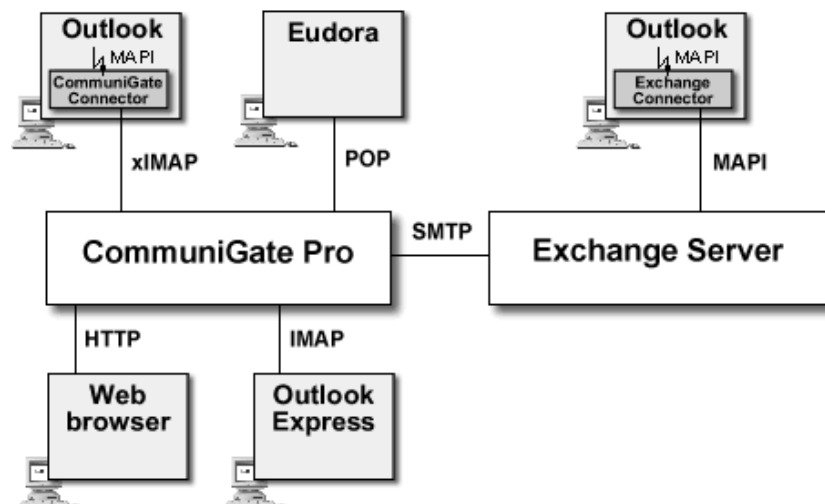 Outlook
MAPI
CommuniGate
Connector
Eudora
Outlook
MAPI
Exchange
Connector
xIMAP
POP
MAPI
CommuniGate Pro
SMTP
Exchange Server
HTTP
IMAP
Web
browser
Outlook
Express